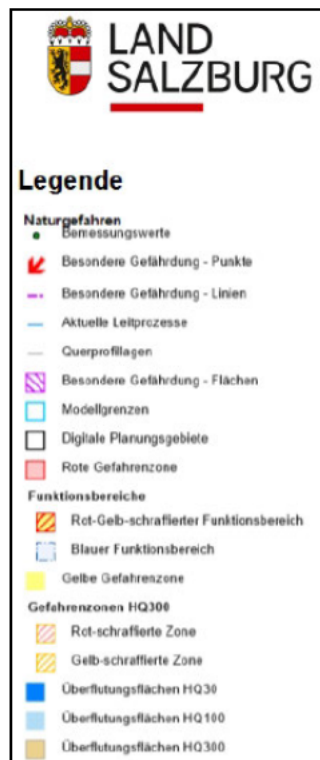 LAND
SALZBURG
Legende
Naturgefahren
Bemessungswerte
Besondere Gefährdung - Punkte
Besondere Gefährdung - Linien
Aktuelle Leitprozesse
Querprofillagen
Besondere Gefährdung - Flächen
Modellgrenzen
Digitale Planungsgebiete
Rote Gefahrenzone
Funktionsbereiche
Rot-Gelb-schraffierter Funktionsbereich
Blauer Funktionsbereich
Gelbe Gefahrenzone
Gefahrenzonen HQ300
Rot-schraffierte Zone
Gelb-schraffierte Zone
Überflutungsflächen HQ30
Überflutungsflächen HQ100
Überflutungsflächen HQ300